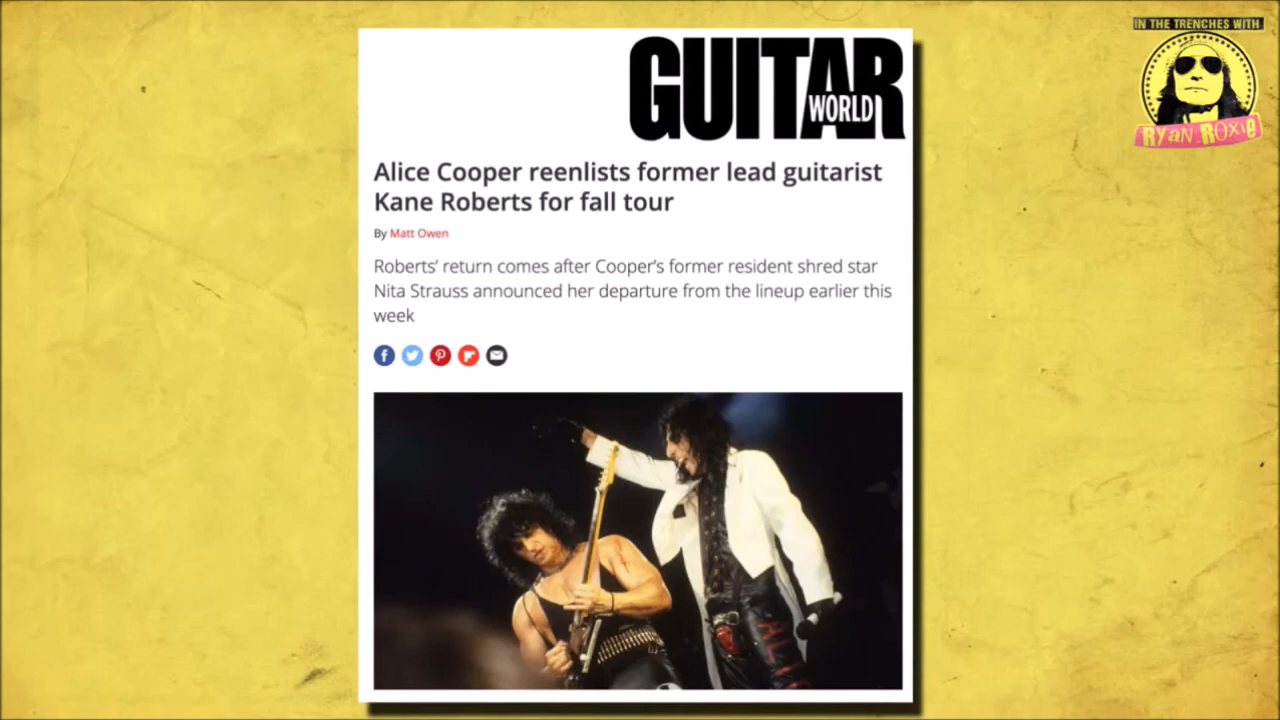 IN THE TRENCHES WITH
RYAN ROXIE
GUITAR
WORLD
Alice Cooper reenlists former lead guitarist
Kane Roberts for fall tour
By Matt Owen
Roberts’ return comes after Cooper’s former resident shred star
Nita Strauss announced her departure from the lineup earlier this
week
ALICE